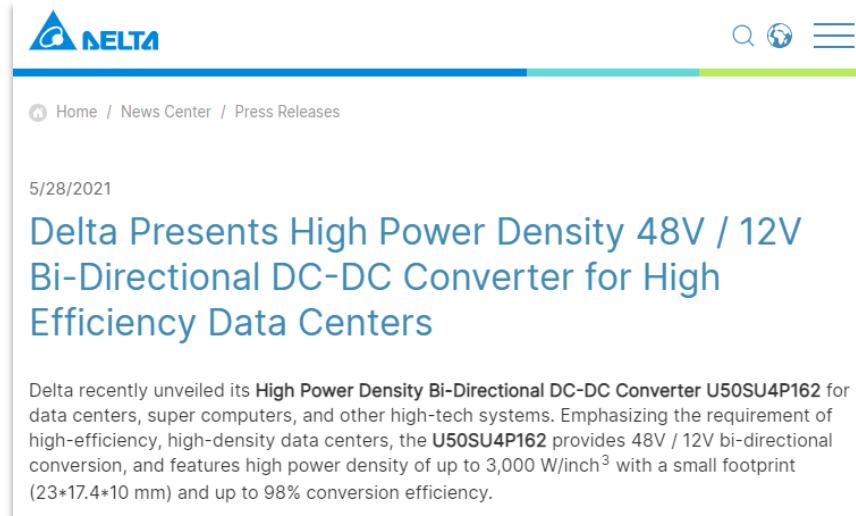 DELTA
Home / News Center / Press Releases
5/28/2021
Delta Presents High Power Density 48V / 12V
Bi-Directional DC-DC Converter for High
Efficiency Data Centers
Delta recently unveiled its High Power Density Bi-Directional DC-DC Converter U50SU4P162 for
data centers, super computers, and other high-tech systems. Emphasizing the requirement of
high-efficiency, high-density data centers, the U50SU4P162 provides 48V / 12V bi-directional
conversion, and features high power density of up to 3,000 W/inch³ with a small footprint
(23*17.4*10 mm) and up to 98% conversion efficiency.